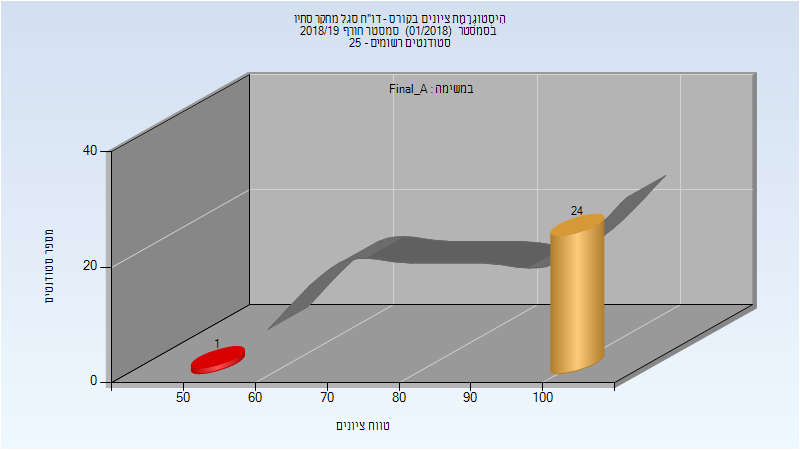 היסטוגרמת ציונים בקורס - דו"ח סגל מחקר סחיו
בסמסטר (01/2018) סמסטר חורף 2018/19
סטודנטים רשומים - 25
במשימה : Final_A
40
20
0
מספר סטודנטים
24
1
50 60 70 80 90 100
טווח ציונים